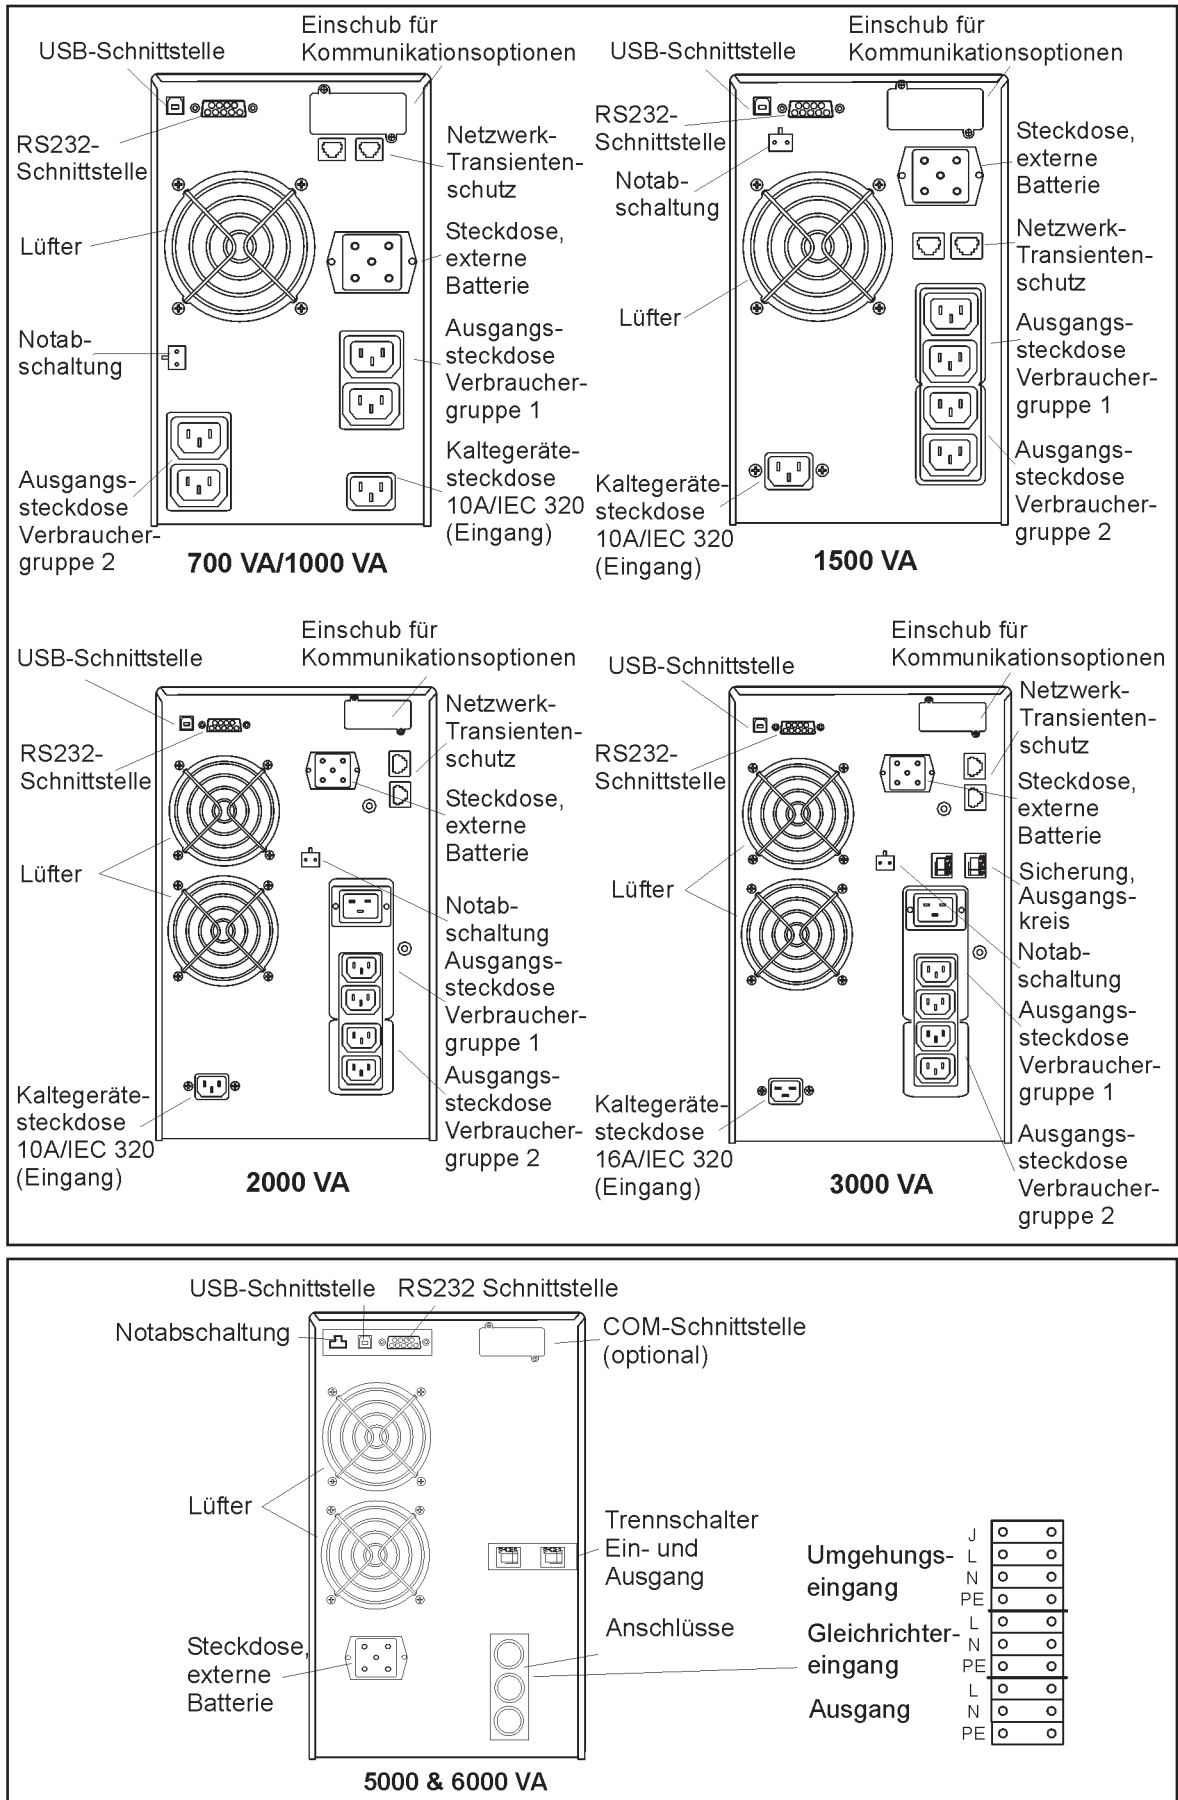 Einschub für
Kommunikationsoptionen
USB-Schnittstelle
RS232-
Schnittstelle
Netzwerk-
Transienten-
schutz
Lüfter
Steckdose,
externe
Batterie
Notab-
schaltung
Ausgangs-
steckdose
Verbraucher-
gruppe 1
Ausgangs-
steckdose
Verbraucher-
gruppe 2
Kaltegeräte-
steckdose
10A/IEC 320
(Eingang)
700 VA/1000 VA
Einschub für
Kommunikationsoptionen
USB-Schnittstelle
RS232-
Schnittstelle
Steckdose,
externe
Batterie
Notab-
schaltung
Netzwerk-
Transienten-
schutz
Lüfter
Ausgangs-
steckdose
Verbraucher-
gruppe 1
Ausgangs-
steckdose
Verbraucher-
gruppe 2
Kaltegeräte-
steckdose
10A/IEC 320
(Eingang)
1500 VA
Einschub für
Kommunikationsoptionen
USB-Schnittstelle
Netzwerk-
Transienten-
schutz
RS232-
Schnittstelle
Steckdose,
externe
Batterie
Lüfter
Notab-
schaltung
Ausgangs-
steckdose
Verbraucher-
gruppe 1
Ausgangs-
steckdose
Verbraucher-
gruppe 2
Kaltegeräte-
steckdose
10A/IEC 320
(Eingang)
2000 VA
Einschub für
Kommunikationsoptionen
USB-Schnittstelle
Netzwerk-
Transienten-
schutz
RS232-
Schnittstelle
Steckdose,
externe
Batterie
Lüfter
Sicherung,
Ausgangs-
kreis
Notab-
schaltung
Ausgangs-
steckdose
Verbraucher-
gruppe 1
Kaltegeräte-
steckdose
16A/IEC 320
(Eingang)
Ausgangs-
steckdose
Verbraucher-
gruppe 2
3000 VA
USB-Schnittstelle
RS232 Schnittstelle
Notabschaltung
COM-Schnittstelle
(optional)
Lüfter
Trennschalter
Ein- und
Ausgang
Anschlüsse
Steckdose,
externe
Batterie
Umgehungs-
eingang
J
L
N
PE
Gleichrichter-
eingang
L
N
PE
Ausgang
L
N
PE
5000 & 6000 VA